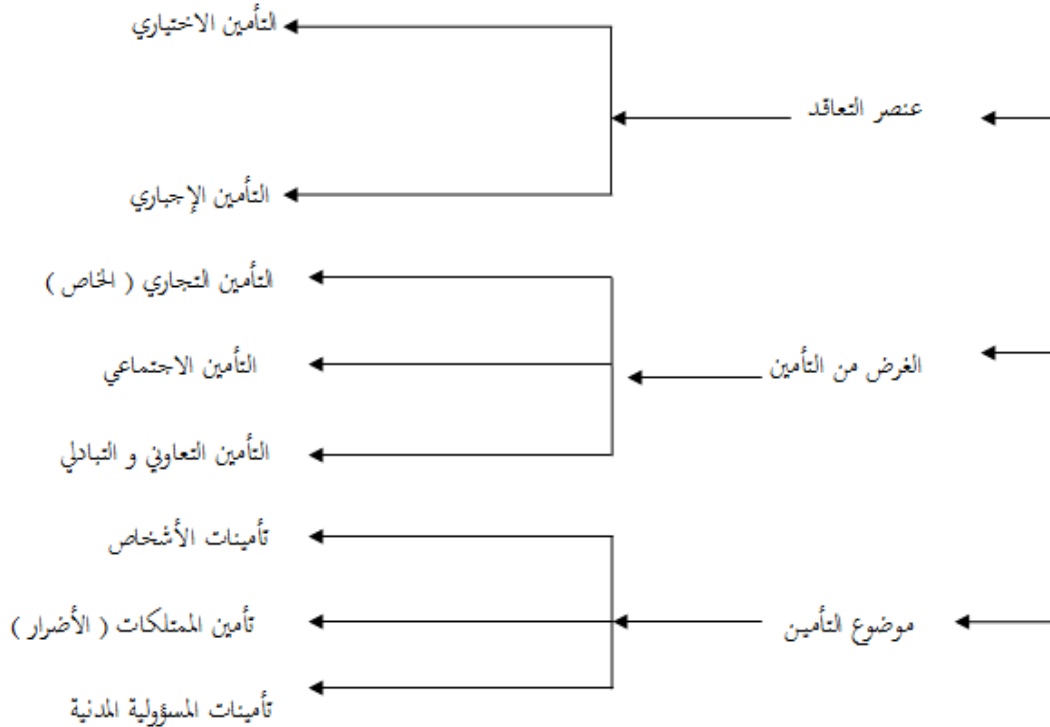 التأمين الاختياري
عنصر التعاقد
التأمين الإجباري
التأمين التجاري ( الخاص )
التأمين الاجتماعي
الغرض من التأمين
التأمين التعاوني و التبادلي
تأمينات الأشخاص
تأمين الممتلكات ( الأضرار )
موضوع التأمين
تأمينات المسؤولية المدنية